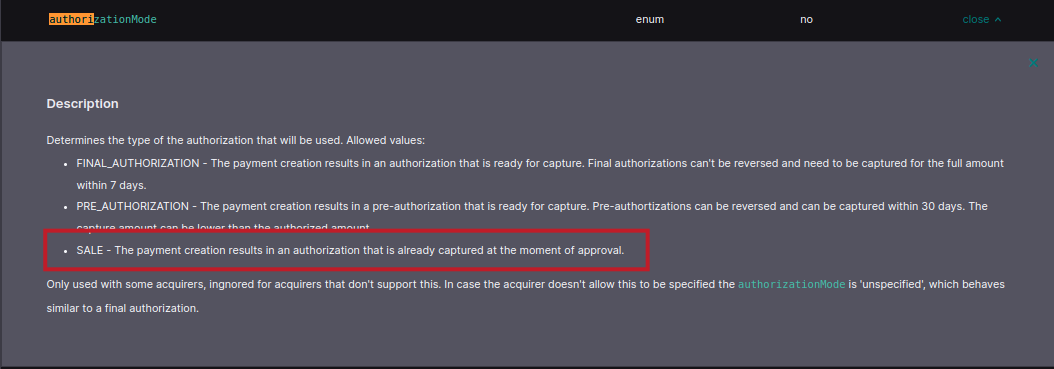 authorizationMode enum no close
Description
Determines the type of the authorization that will be used. Allowed values:
• FINAL_AUTHORIZATION - The payment creation results in an authorization that is ready for capture. Final authorizations can't be reversed and need to be captured for the full amount
within 7 days.
• PRE_AUTHORIZATION - The payment creation results in a pre-authorization that is ready for capture. Pre-authortizations can be reversed and can be captured within 30 days. The
capture amount can be lower than the authorized amount.
• SALE - The payment creation results in an authorization that is already captured at the moment of approval.
Only used with some acquirers, ingnored for acquirers that don't support this. In case the acquirer doesn't allow this to be specified the authorizationMode is 'unspecified', which behaves
similar to a final authorization.